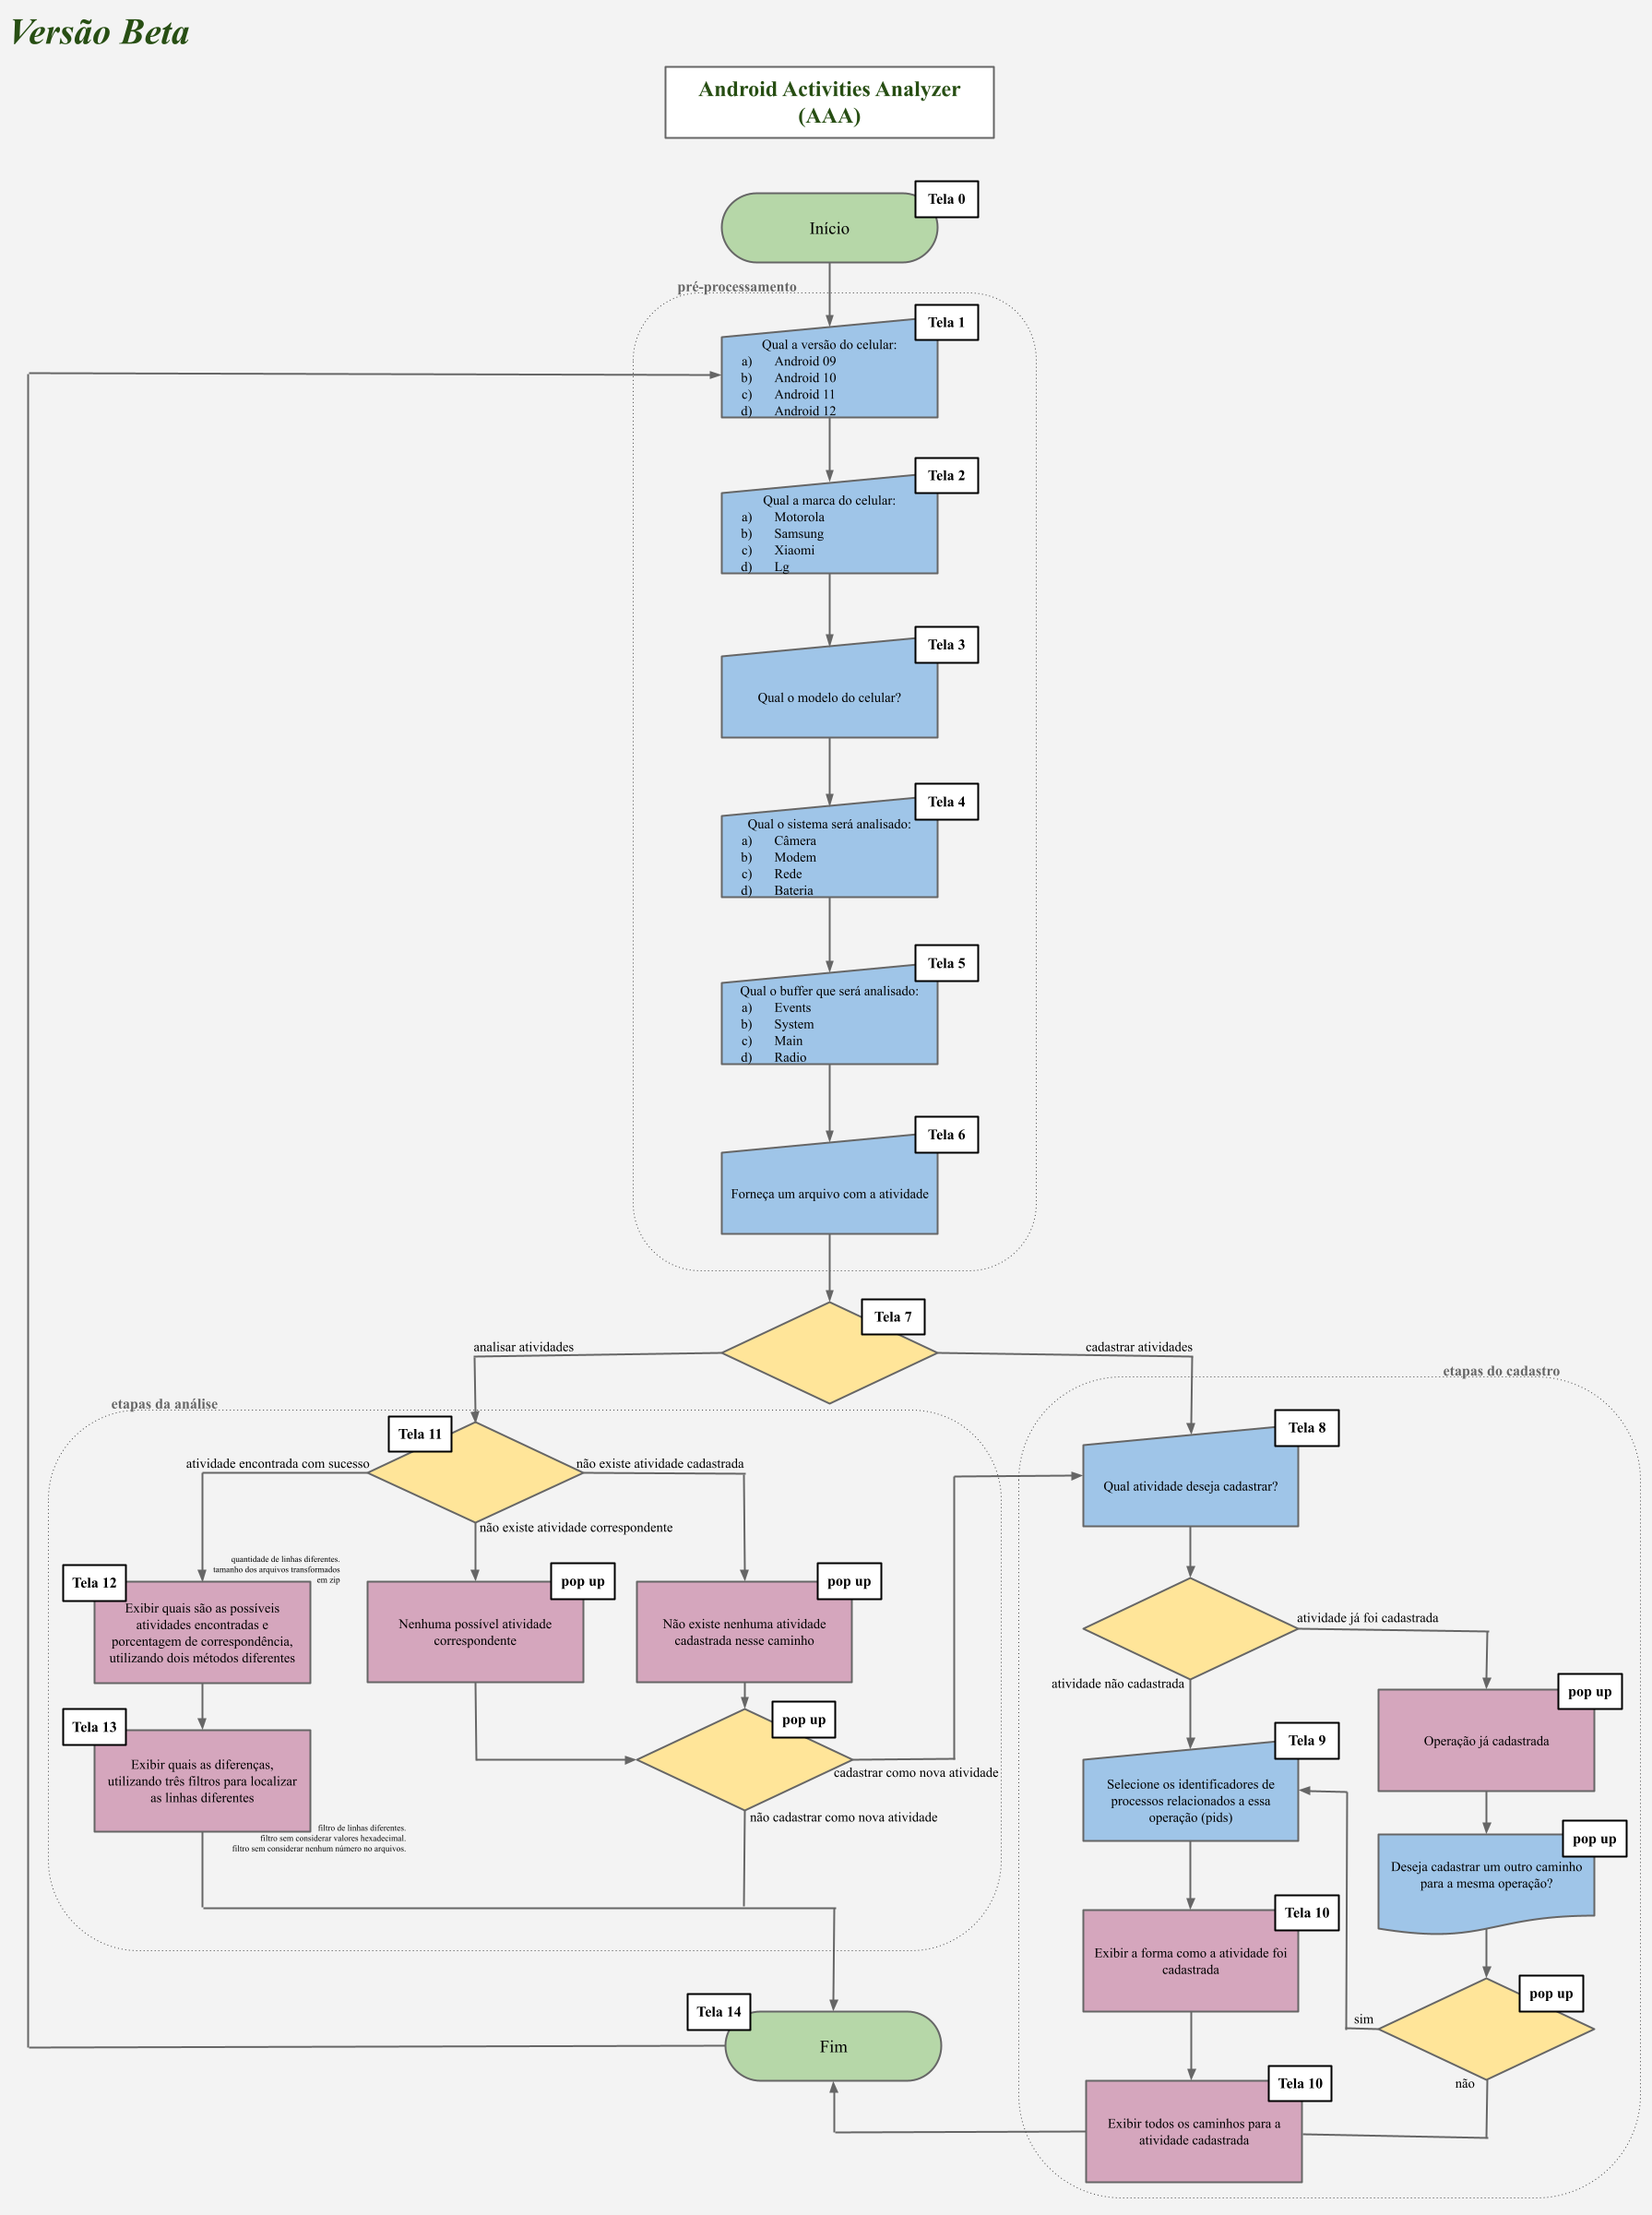 Versão Beta
Android Activities Analyzer
(AAA)
Tela 0
Início
pré-processamento
Tela 1
Qual a versão do celular:
a) Android 09
b) Android 10
c) Android 11
d) Android 12
Tela 2
Qual a marca do celular:
a) Motorola
b) Samsung
c) Xiaomi
d) Lg
Tela 3
Qual o modelo do celular?
Tela 4
Qual o sistema será analisado:
a) Câmera
b) Modem
c) Rede
d) Bateria
Tela 5
Qual o buffer que será analisado:
a) Events
b) System
c) Main
d) Radio
Tela 6
Forneça um arquivo com a atividade
Tela 7
analisar atividades
cadastrar atividades
etapas da análise
Tela 11
atividade encontrada com sucesso
não existe atividade cadastrada
não existe atividade correspondente
quantidade de linhas diferentes.
tamanho dos arquivos transformados
em zip
Tela 12
Exibir quais são as possíveis
atividades encontradas e
porcentagem de correspondência,
utilizando dois métodos diferentes
pop up
Nenhuma possível atividade
correspondente
pop up
Não existe nenhuma atividade
cadastrada nesse caminho
Tela 13
Exibir quais as diferenças,
utilizando três filtros para localizar
as linhas diferentes
filtro de linhas diferentes.
filtro sem considerar valores hexadecimal.
filtro sem considerar nenhum número no arquivos.
pop up
cadastrar como nova atividade
não cadastrar como nova atividade
etapas do cadastro
Tela 8
Qual atividade deseja cadastrar?
atividade já foi cadastrada
atividade não cadastrada
pop up
Operação já cadastrada
Tela 9
Selecione os identificadores de
processos relacionados a essa
operação (pids)
pop up
Deseja cadastrar um outro caminho
para a mesma operação?
Tela 10
Exibir a forma como a atividade foi
cadastrada
pop up
sim
não
Tela 10
Exibir todos os caminhos para a
atividade cadastrada
Tela 14
Fim